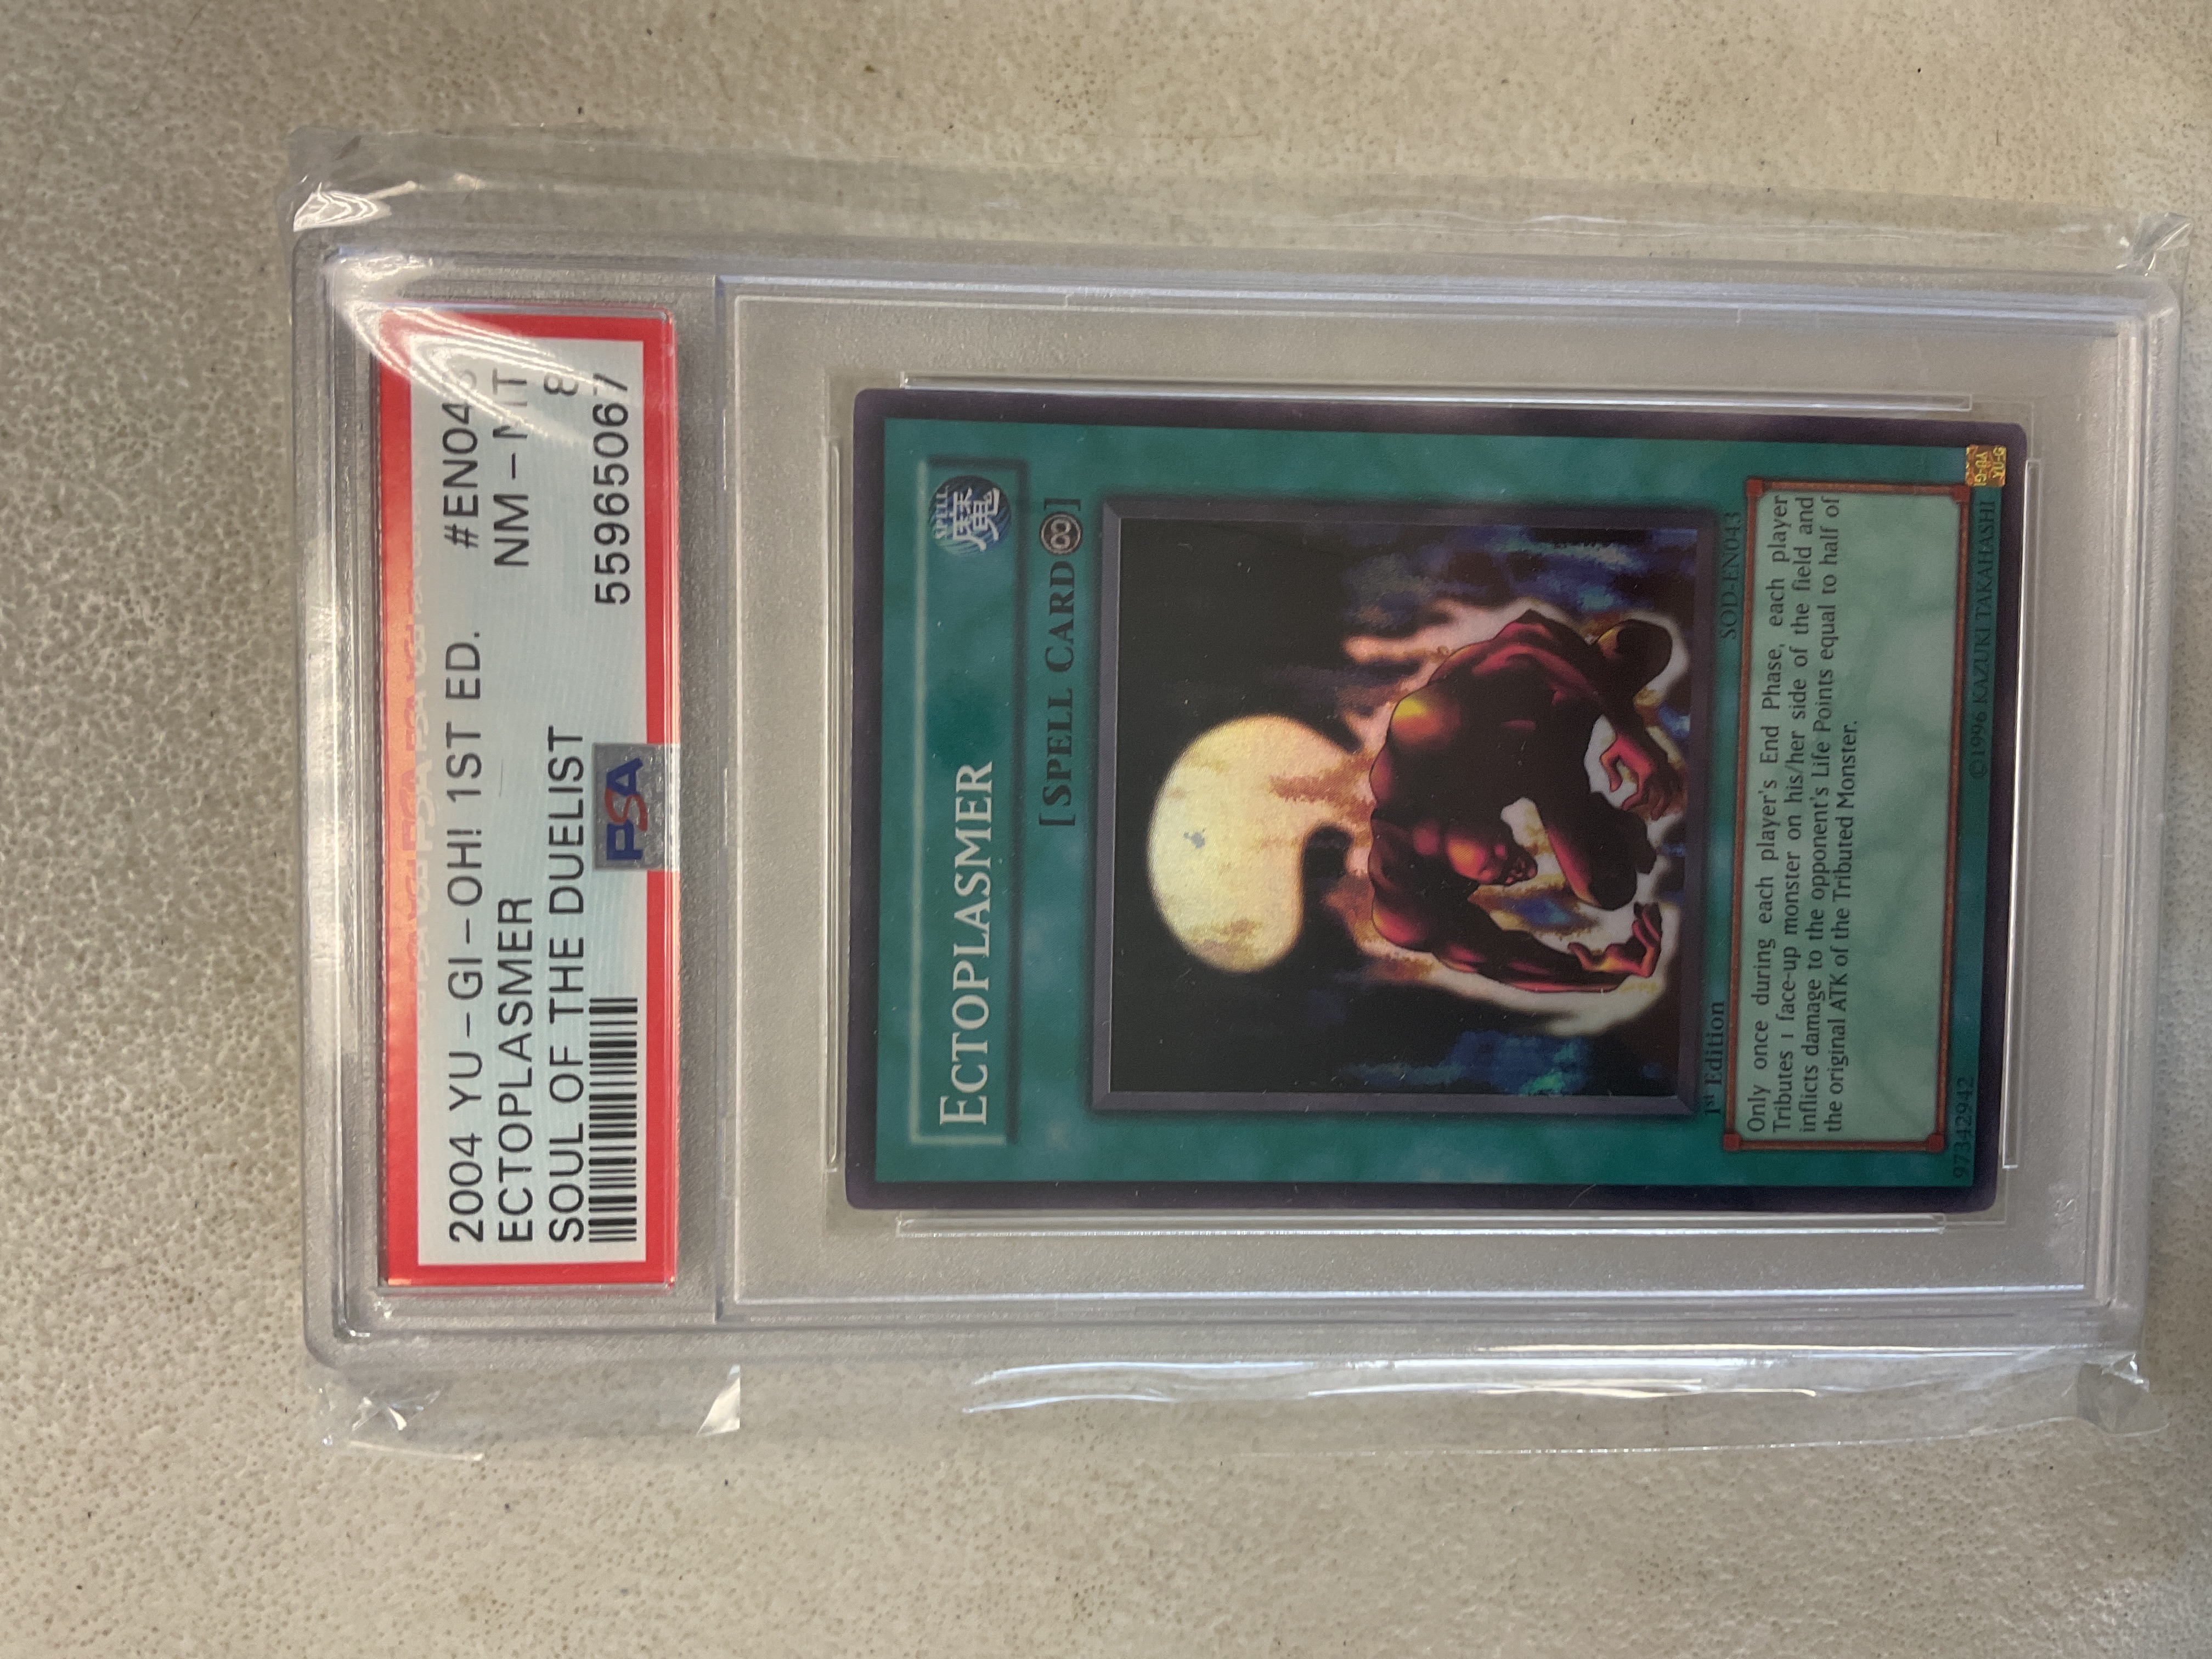 2004 YU-GI-OH! 1ST ED. #EN043
ECTOPLASMER NM-MT
SOUL OF THE DUELIST 8
PSA 55965067
ECTOPLASMER
SPELL
魔
[SPELL CARD∞]
1st Edition SOD-EN043
Only once during each player's End Phase, each player
Tributes 1 face-up monster on his/her side of the field and
inflicts damage to the opponent's Life Points equal to half of
the original ATK of the Tributed Monster.
97342942 ©1996 KAZUKI TAKAHASHI